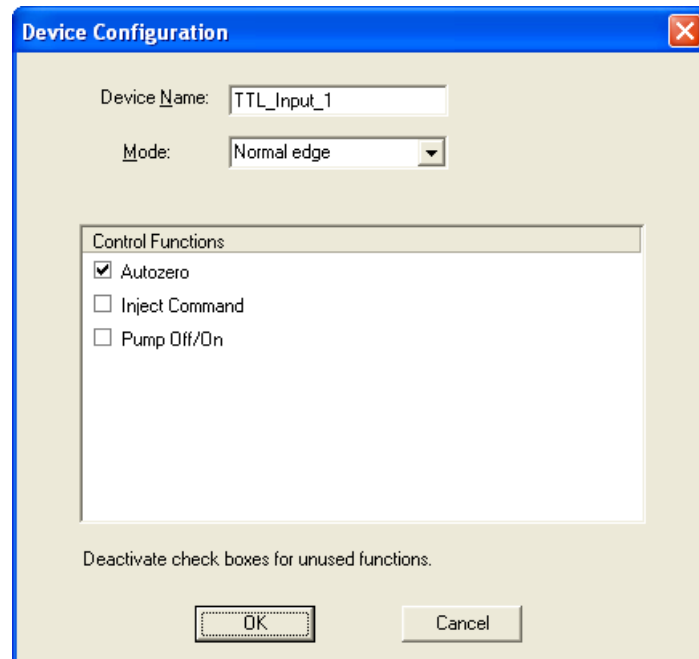 Device Configuration
Device Name: TTL_Input_1
Mode: Normal edge
Control Functions
Autozero
Inject Command
Pump Off/On
Deactivate check boxes for unused functions.
OK Cancel